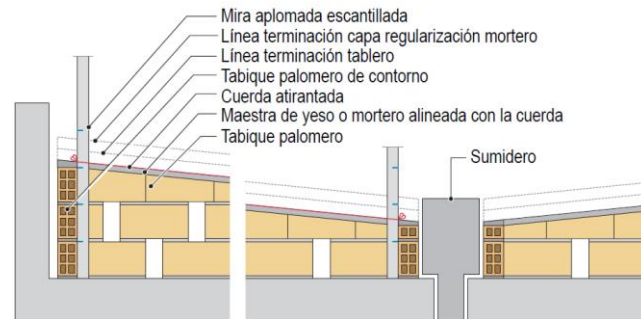 Mira aplomada escantillada
Línea terminación capa regularización mortero
Línea terminación tablero
Tabique palomero de contorno
Cuerda atirantada
Maestra de yeso o mortero alineada con la cuerda
Tabique palomero
Sumidero